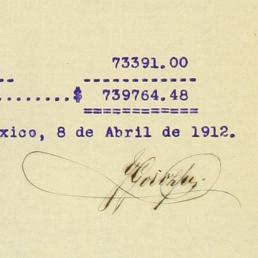 73391.00
........$ 739764.48
xico, 8 de Abril de 1912.